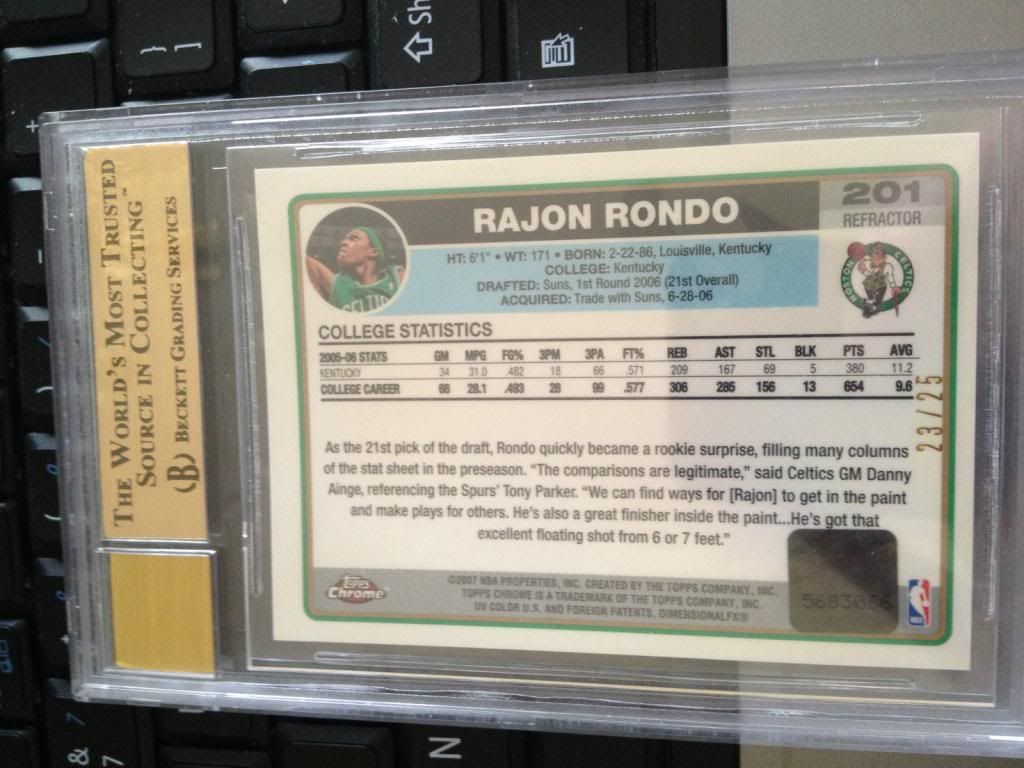 THE WORLD'S MOST TRUSTED
SOURCE IN COLLECTING™
(B) BECKETT GRADING SERVICES
RAJON RONDO
201
REFRACTOR
HT: 6'1" • WT: 171 • BORN: 2-22-86, Louisville, Kentucky
COLLEGE: Kentucky
DRAFTED: Suns, 1st Round 2006 (21st Overall)
ACQUIRED: Trade with Suns, 6-28-06
BOSTON CELTICS
CELTIC
COLLEGE STATISTICS
2005-06 STATS GM MPG FG% 3PM 3PA FT% REB AST STL BLK PTS AVG
KENTUCKY 34 31.0 .482 18 66 .571 209 167 69 5 380 11.2
COLLEGE CAREER 68 28.1 .493 28 99 .577 306 285 156 13 654 9.6
23/25
As the 21st pick of the draft, Rondo quickly became a rookie surprise, filling many columns
of the stat sheet in the preseason. "The comparisons are legitimate," said Celtics GM Danny
Ainge, referencing the Spurs' Tony Parker. "We can find ways for [Rajon] to get in the paint
and make plays for others. He's also a great finisher inside the paint...He's got that
excellent floating shot from 6 or 7 feet."
Topps
Chrome
©2007 NBA PROPERTIES, INC. CREATED BY THE TOPPS COMPANY, INC.
TOPPS CHROME IS A TRADEMARK OF THE TOPPS COMPANY, INC.
UV COLOR U.S. AND FOREIGN PATENTS, DIMENSIONALFX®
NBA
Sh
}
]
+
&
7
7
N